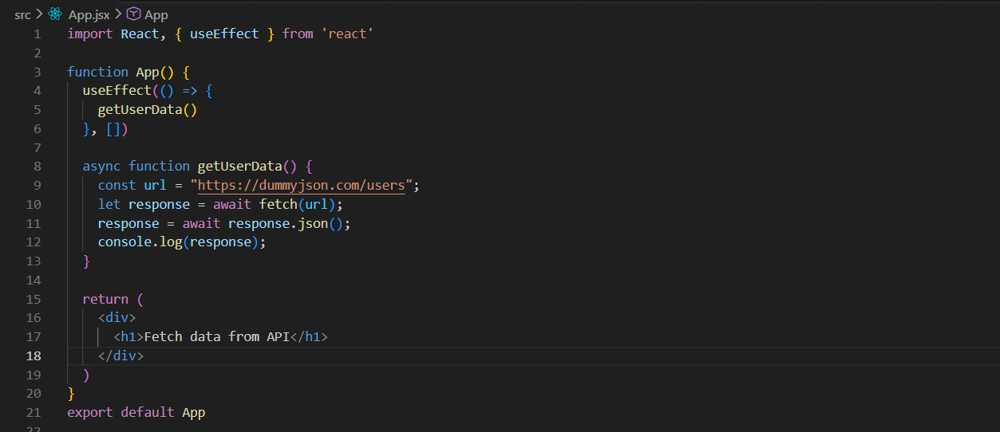 src > App.jsx > App
1 import React, { useEffect } from 'react'
2
3 function App() {
4 useEffect(() => {
5 getUserData()
6 }, [])
7
8 async function getUserData() {
9 const url = "https://dummyjson.com/users";
10 let response = await fetch(url);
11 response = await response.json();
12 console.log(response);
13 }
14
15 return (
16 <div>
17 <h1>Fetch data from API</h1>
18 </div>
19 )
20 }
21 export default App
22